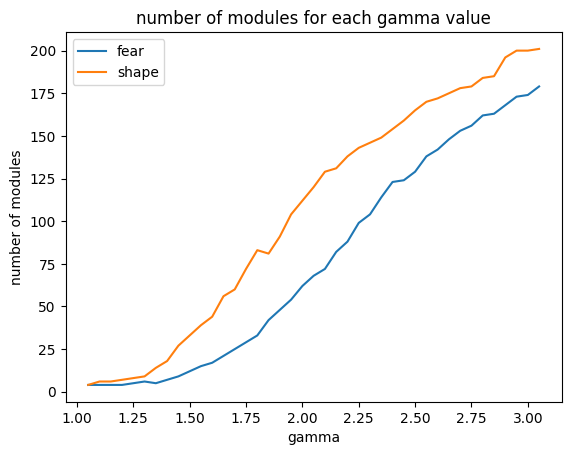 number of modules for each gamma value
fear
shape
number of modules
200
175
150
125
100
75
50
25
0
1.00 1.25 1.50 1.75 2.00 2.25 2.50 2.75 3.00
gamma